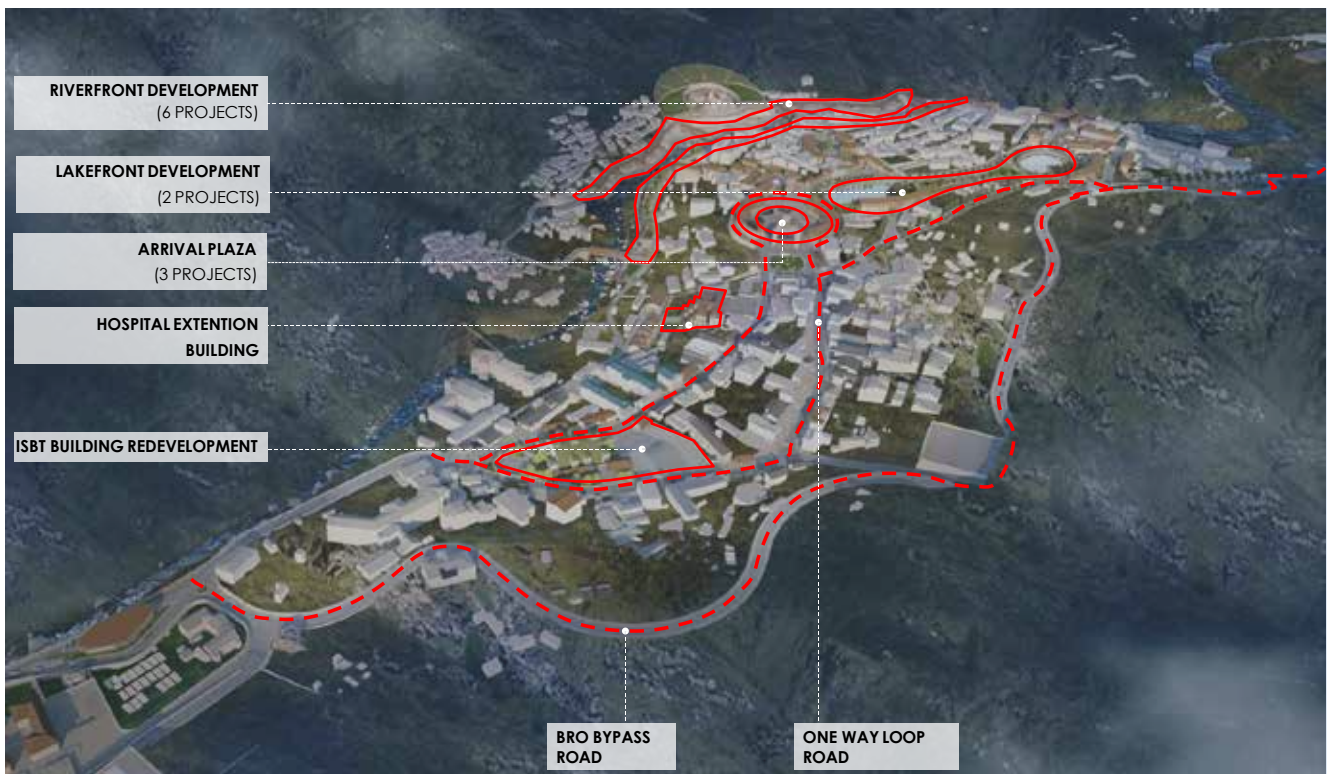 RIVERFRONT DEVELOPMENT
(6 PROJECTS)
LAKEFRONT DEVELOPMENT
(2 PROJECTS)
ARRIVAL PLAZA
(3 PROJECTS)
HOSPITAL EXTENTION
BUILDING
ISBT BUILDING REDEVELOPMENT
BRO BYPASS
ROAD
ONE WAY LOOP
ROAD